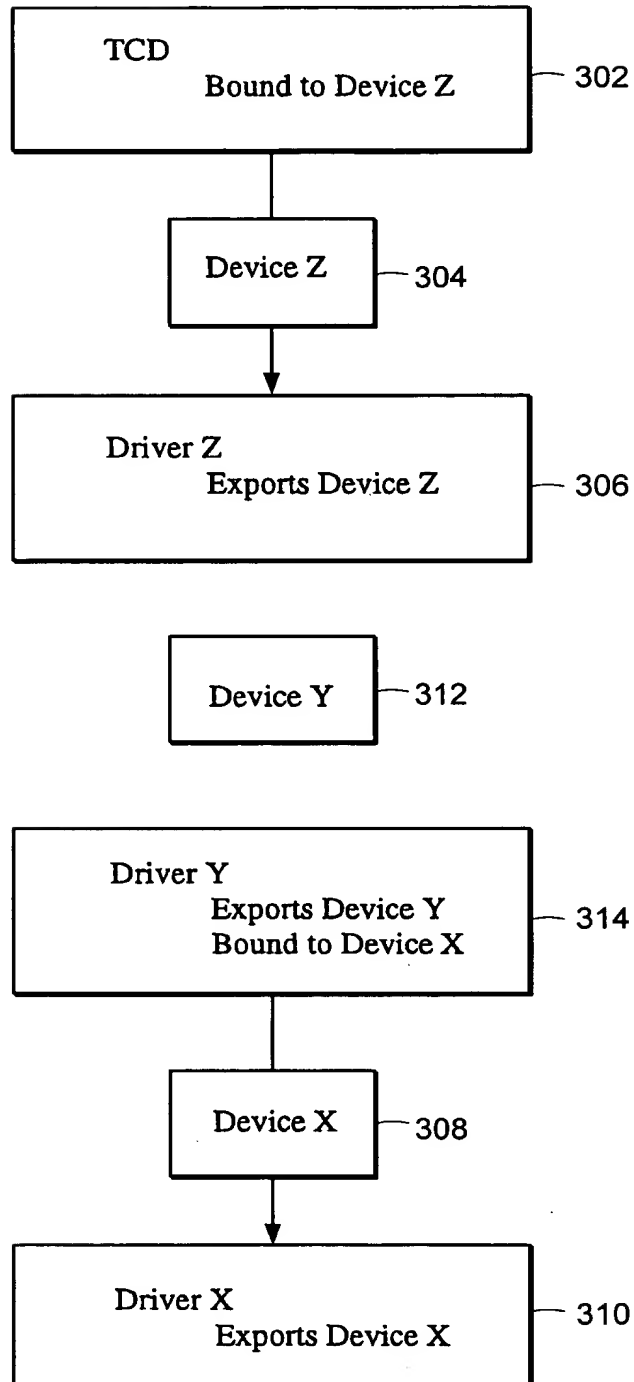 TCD
Bound to Device Z
302
Device Z
304
Driver Z
Exports Device Z
306
Device Y
312
Driver Y
Exports Device Y
Bound to Device X
314
Device X
308
Driver X
Exports Device X
310